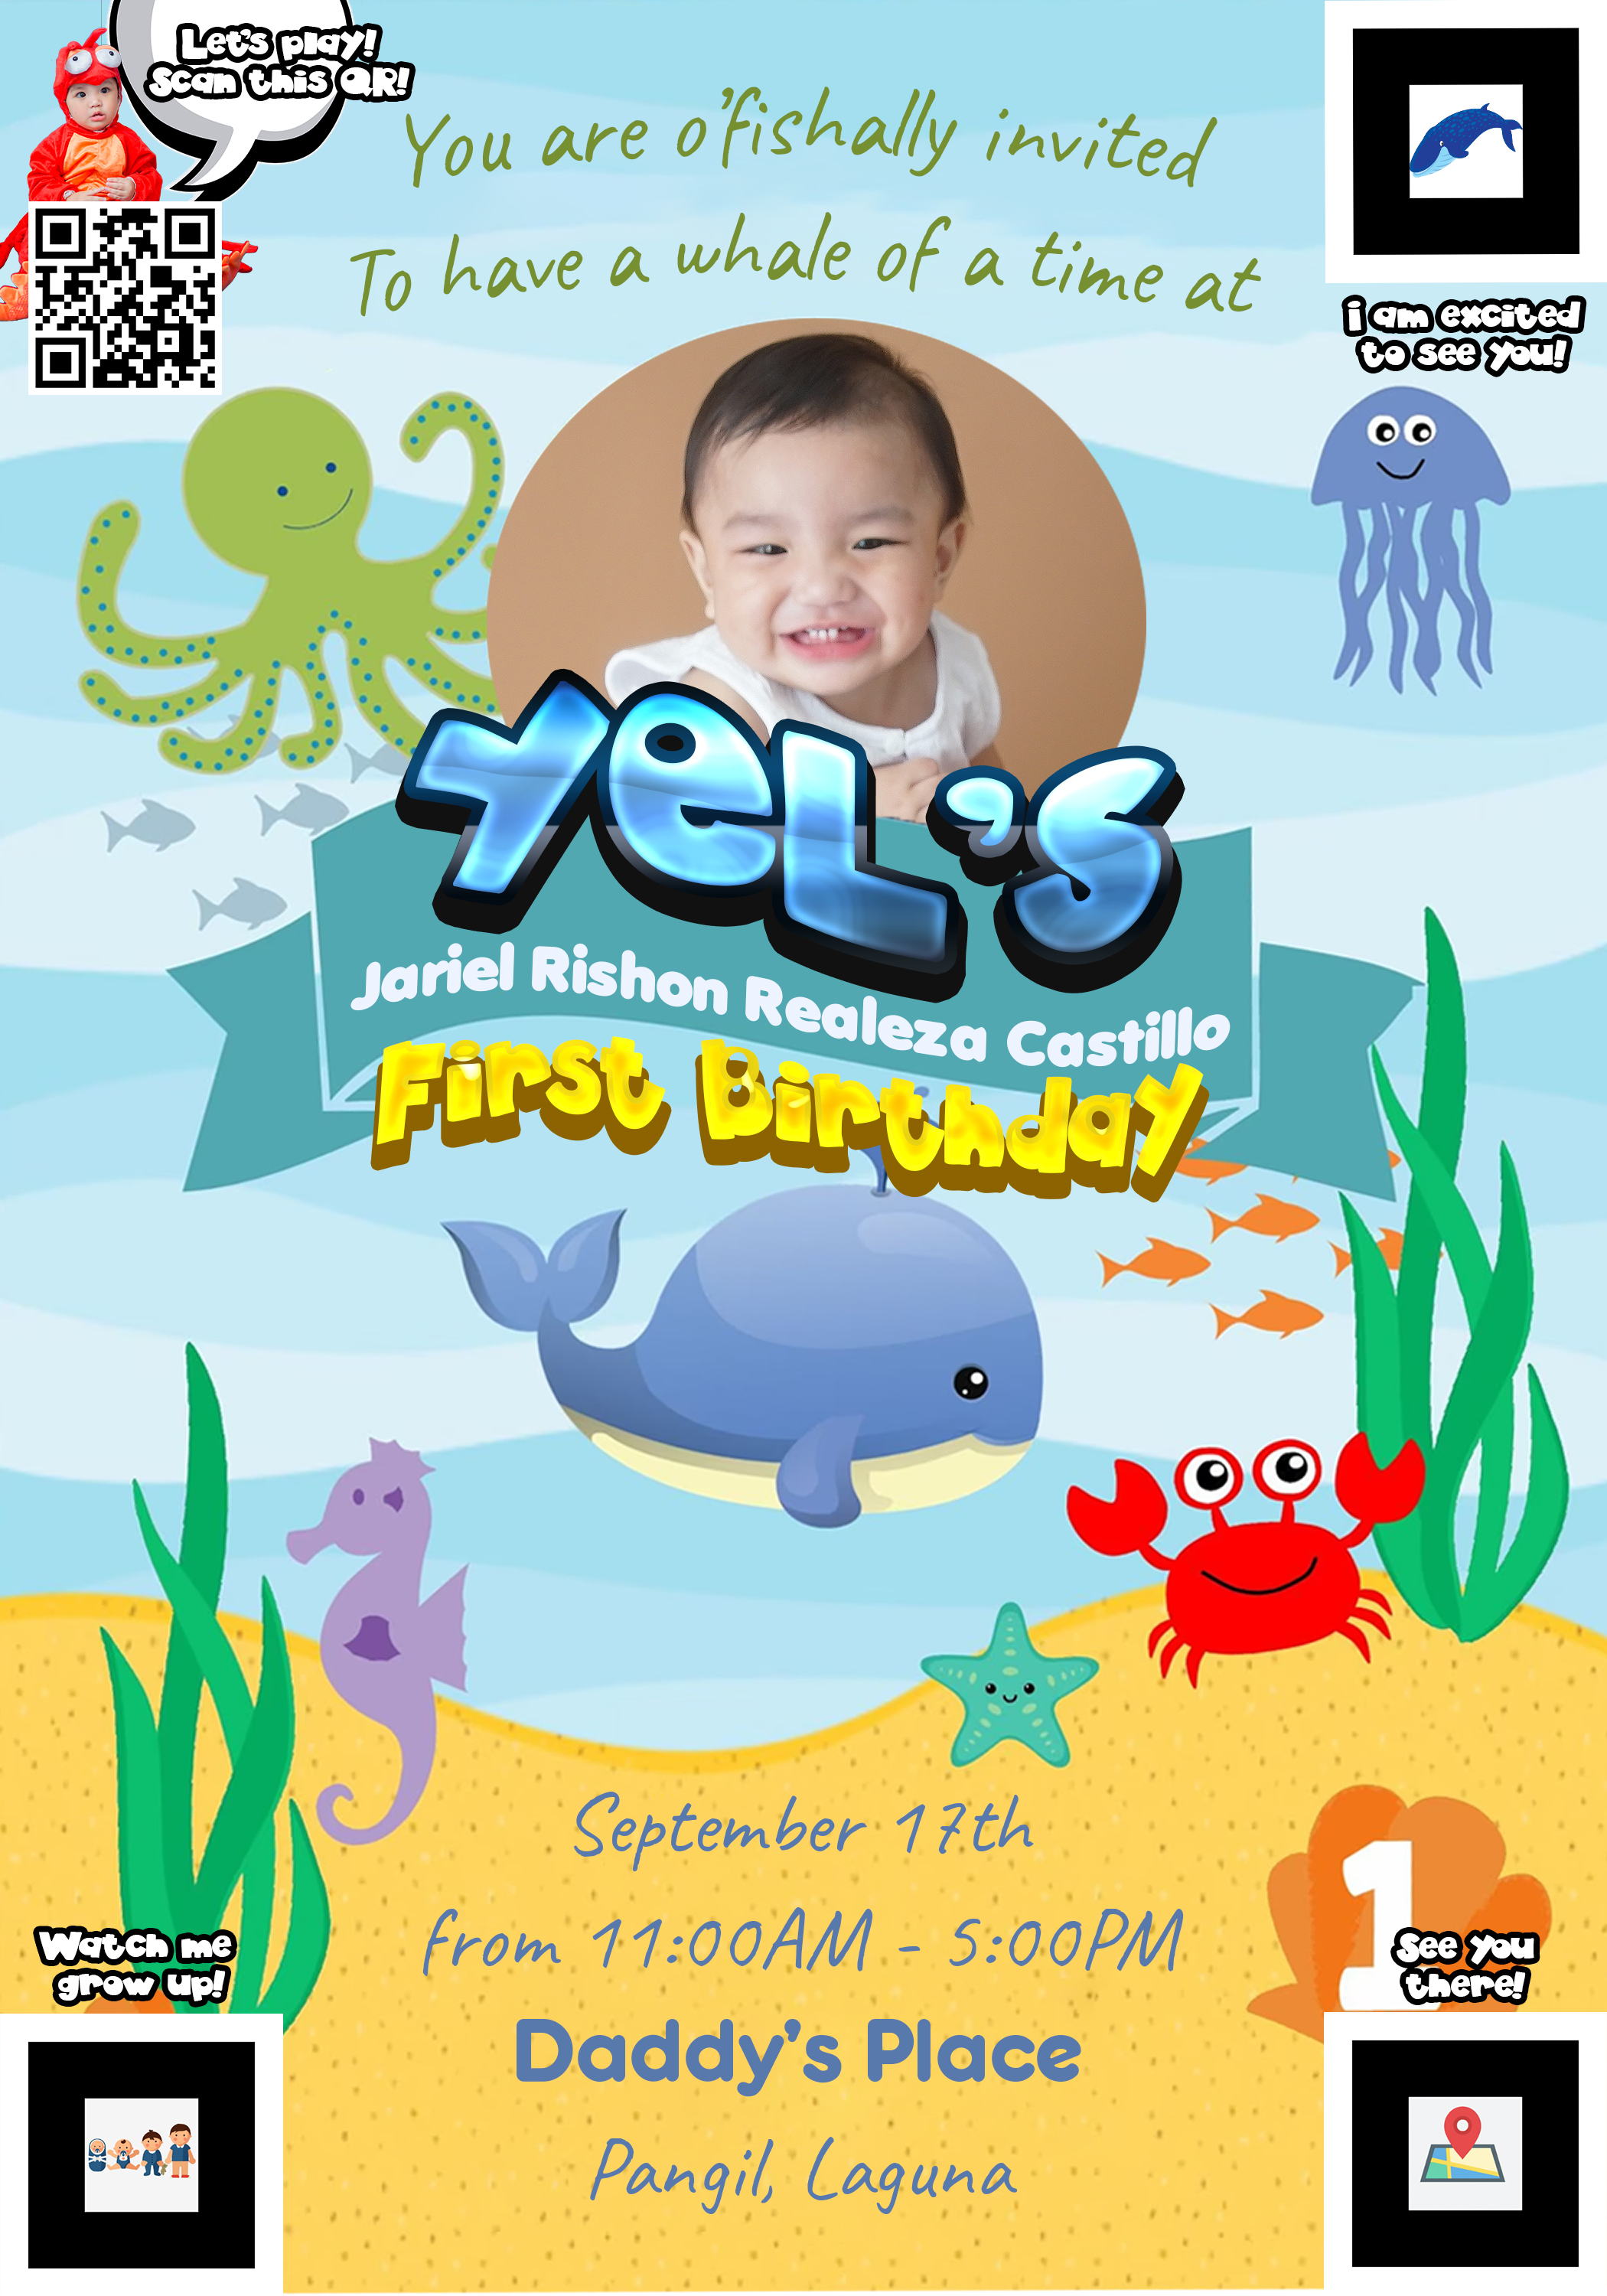 Let's play!
Scan this QR!
You are o'fishally invited
To have a whale of a time at
i am excited
to see you!
Yel's
Jariel Rishon Realeza Castillo
First Birthday
September 17th
from 11:00AM - 5:00PM
Daddy's Place
Pangil, Laguna
Watch me
grow up!
1
See you
there!